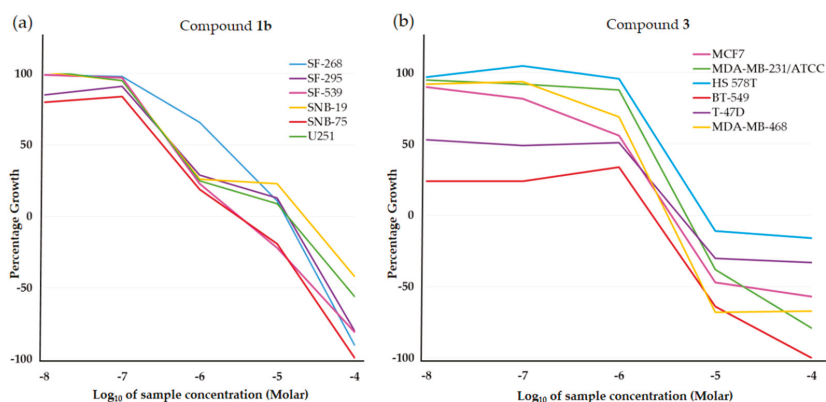 (a)
Compound 1b
SF-268
SF-295
SF-539
SNB-19
SNB-75
U251
Percentage Growth
100
50
0
-50
-100
-8
-7
-6
-5
-4
Log10 of sample concentration (Molar)
(b)
Compound 3
MCF7
MDA-MB-231/ATCC
HS 578T
BT-549
T-47D
MDA-MB-468
Percentage Growth
100
50
0
-50
-100
-8
-7
-6
-5
-4
Log10 of sample concentration (Molar)